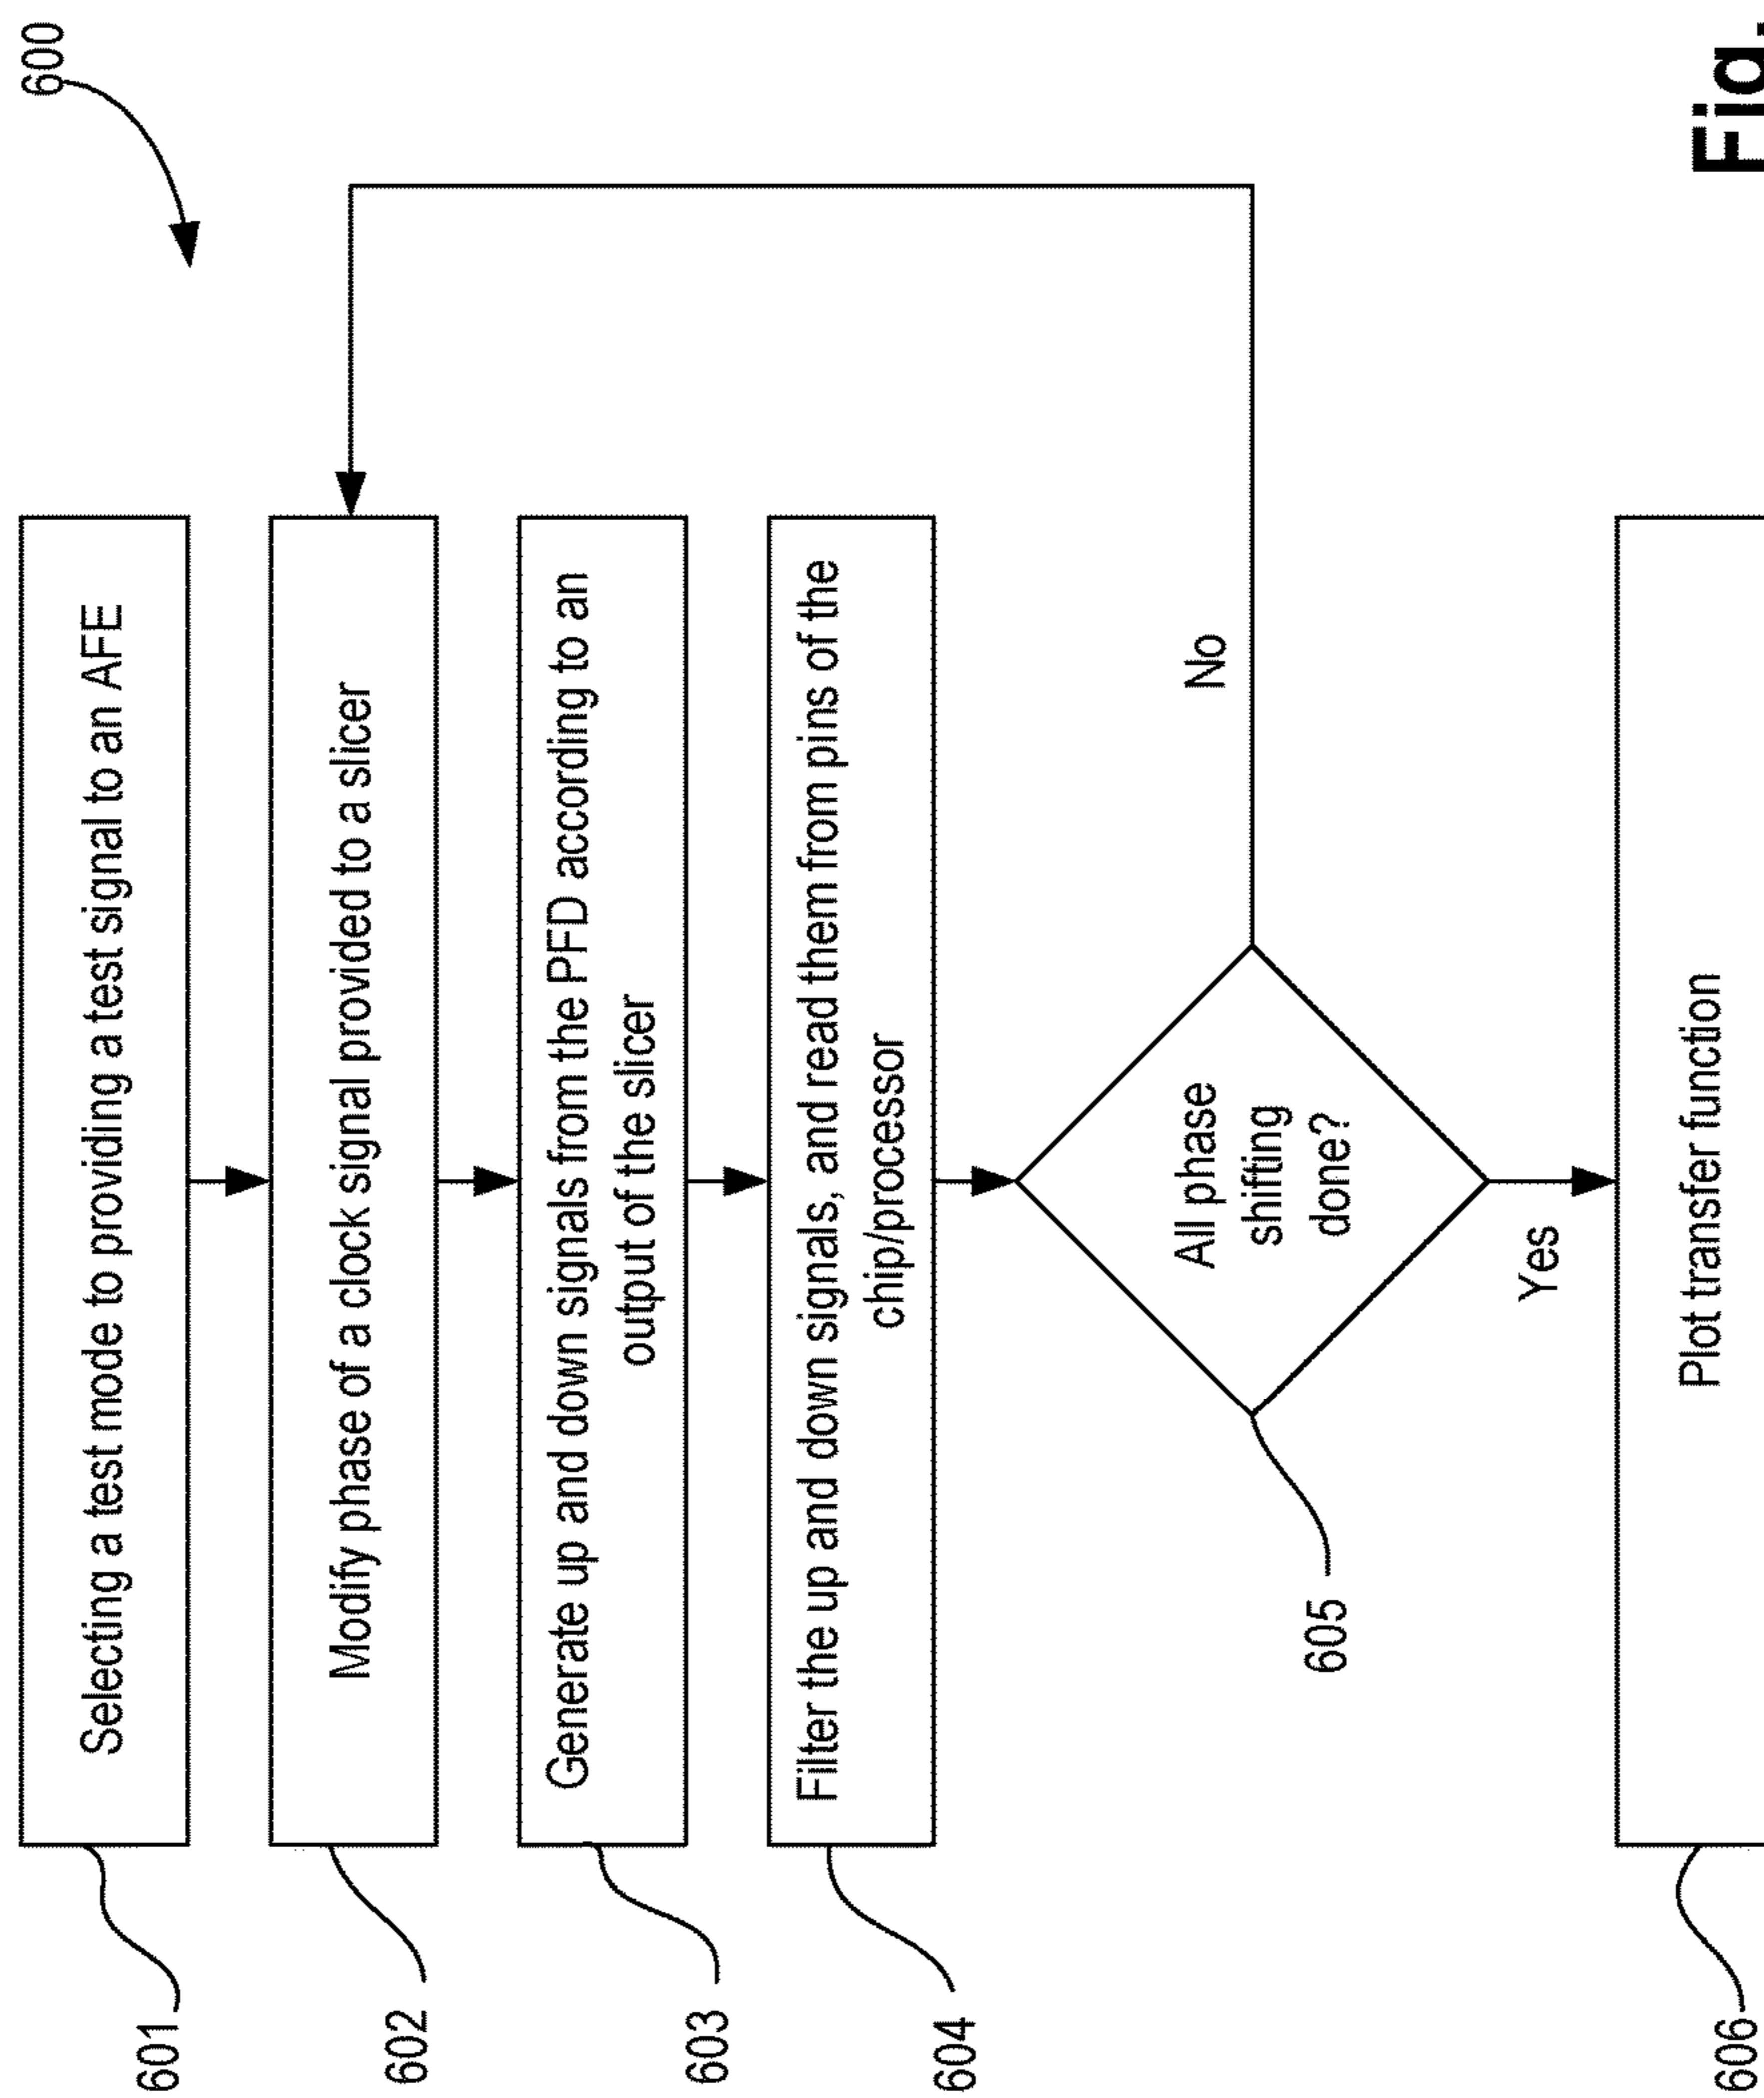 600
601
Selecting a test mode to providing a test signal to an AFE
602
Modify phase of a clock signal provided to a slicer
603
Generate up and down signals from the PFD according to an
output of the slicer
604
Filter the up and down signals, and read them from pins of the
chip/processor
605
All phase
shifting
done?
No
Yes
606
Plot transfer function
Fig.